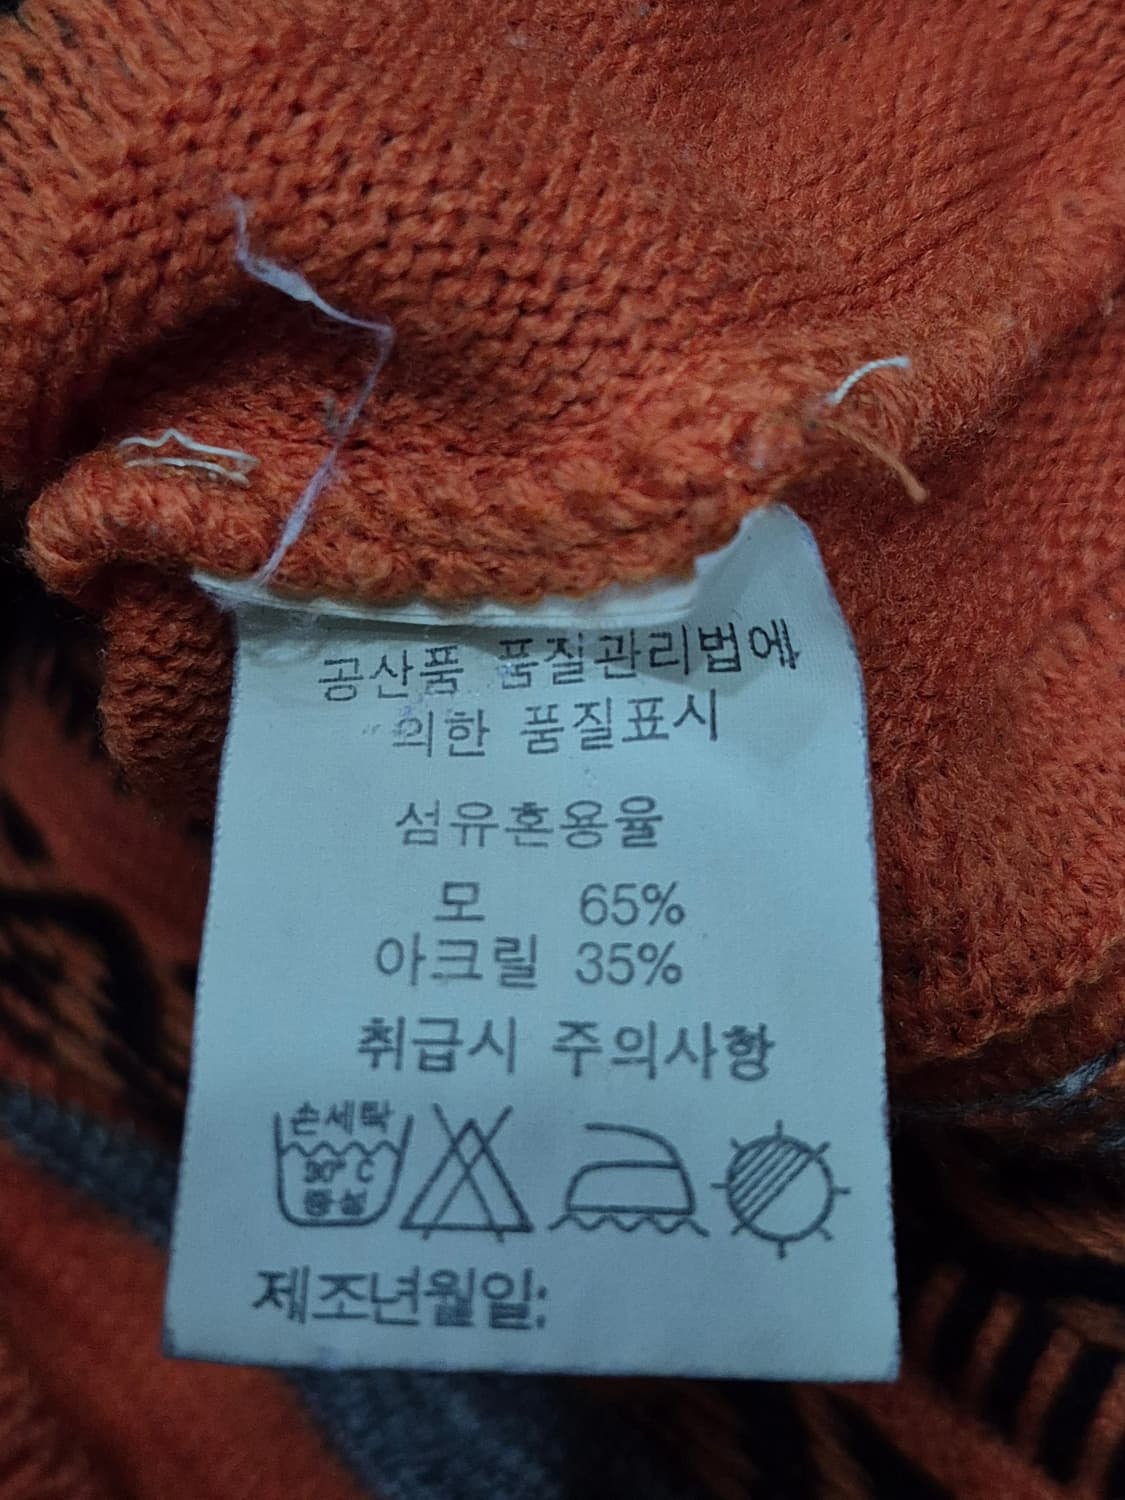 공산품 품질관리법에
의한 품질표시
섬유혼용율
모 65%
아크릴 35%
취급시 주의사항
손세탁
30° C
중성
제조년월일: